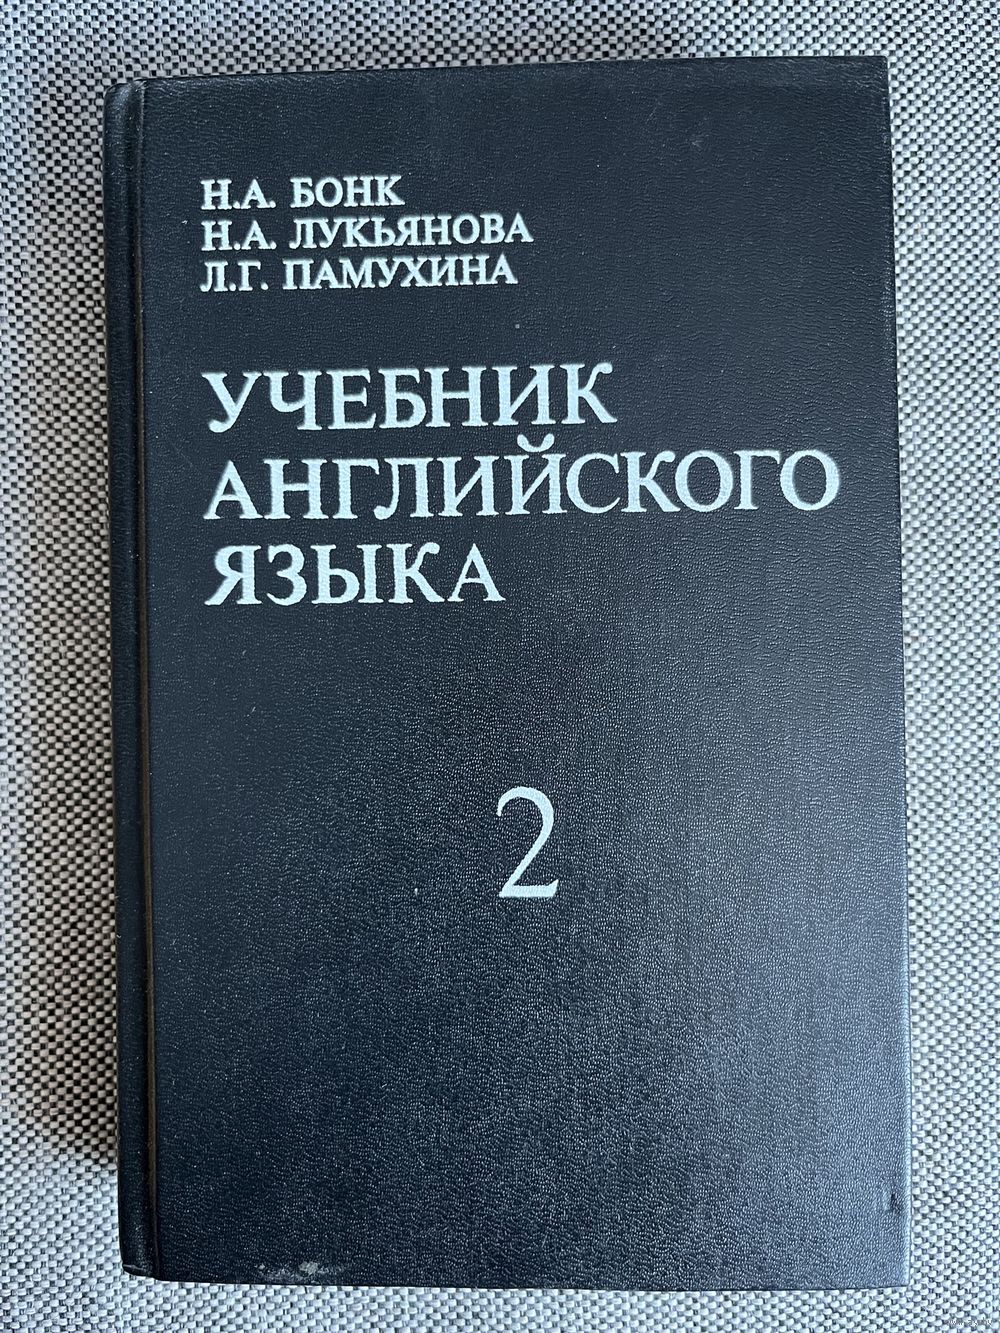 Н.А. БОНК
Н.А. ЛУКЬЯНОВА
Л.Г. ПАМУХИНА
УЧЕБНИК
АНГЛИЙСКОГО
ЯЗЫКА
2